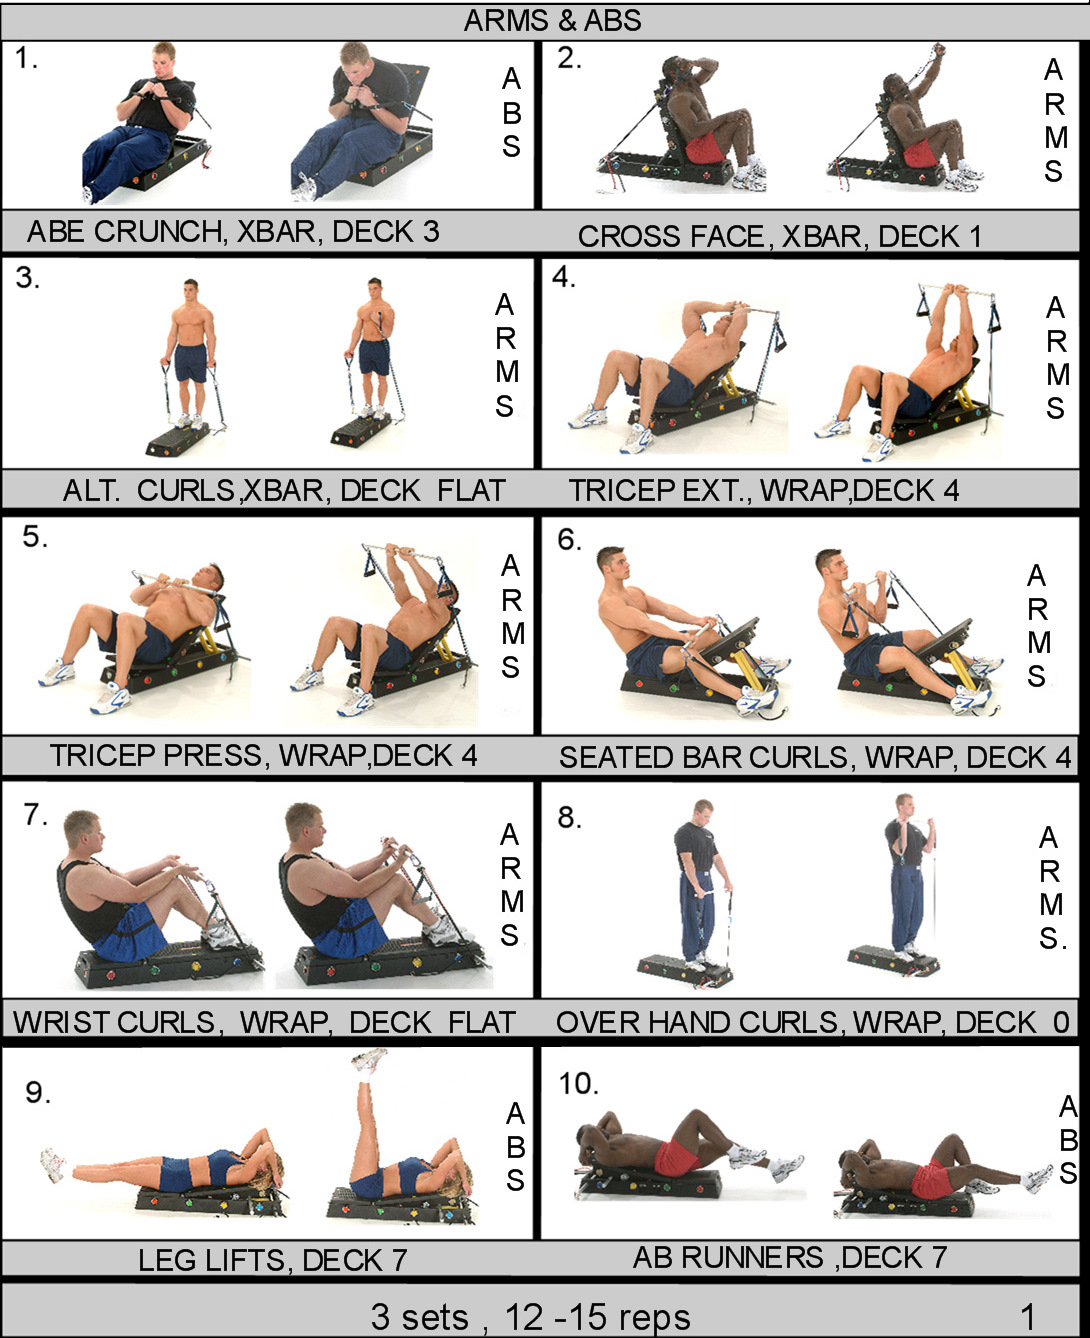 ARMS & ABS
1.
ABS
ABE CRUNCH, XBAR, DECK 3
2.
ARMS
CROSS FACE, XBAR, DECK 1
3.
ARMS
ALT. CURLS,XBAR, DECK FLAT
4.
ARMS
TRICEP EXT., WRAP,DECK 4
5.
ARMS
TRICEP PRESS, WRAP,DECK 4
6.
ARMS
SEATED BAR CURLS, WRAP, DECK 4
7.
ARMS
WRIST CURLS, WRAP, DECK FLAT
8.
ARMS.
OVER HAND CURLS, WRAP, DECK 0
9.
ABS
LEG LIFTS, DECK 7
10.
ABS
AB RUNNERS ,DECK 7
3 sets , 12 -15 reps 1